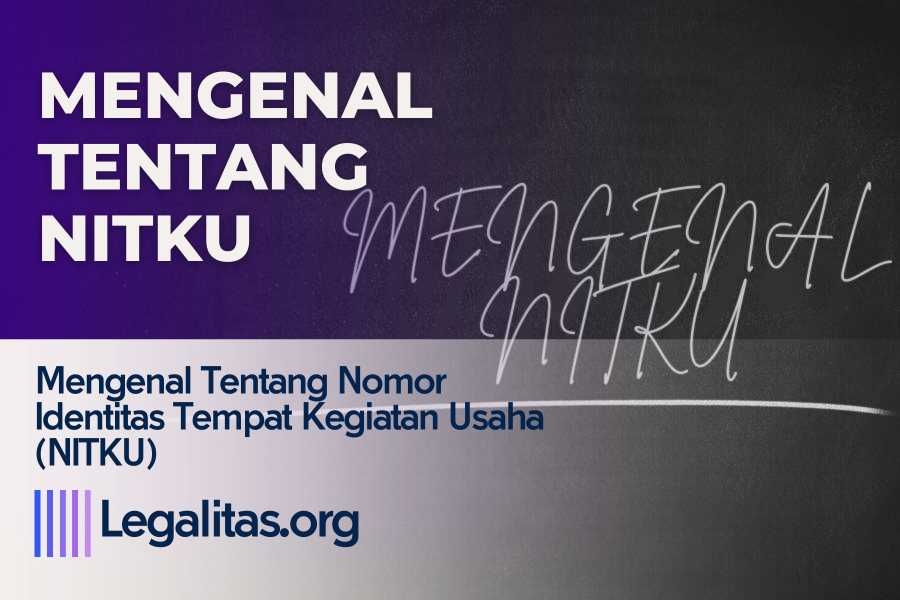 MENGENAL
TENTANG
NITKU
MENGENAL
NITKU
Mengenal Tentang Nomor
Identitas Tempat Kegiatan Usaha
(NITKU)
Legalitas.org